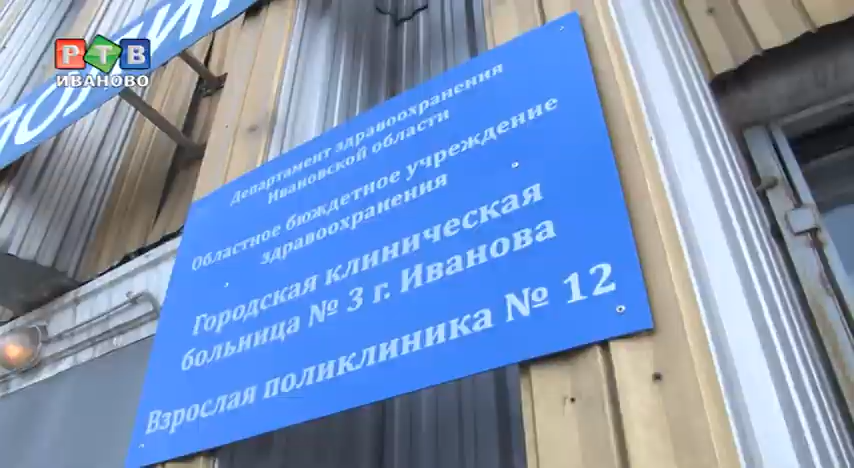 РТВ
ИВАНОВО
Департамент здравоохранения
Ивановской области
Областное бюждетное учреждение
здравоохранения
Городская клиническая
больница № 3 г. Иванова
Взрослая поликлиника № 12